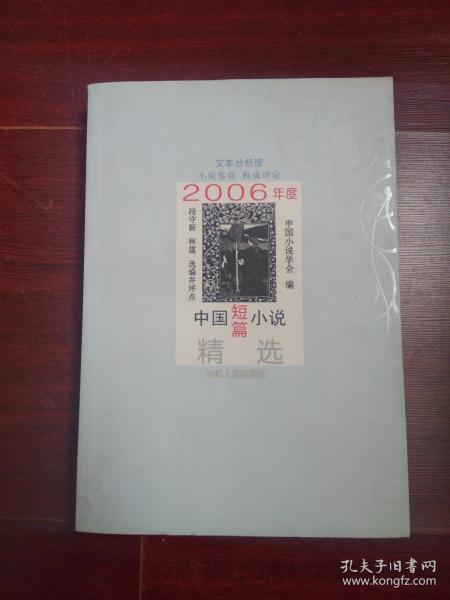 文本分析版
小说鉴赏 权威评定
2006年度
段守新 林霆 选编并评点
中国小说学会 编
中国短篇小说
精选
孔夫子旧书网
www.kongfz.com